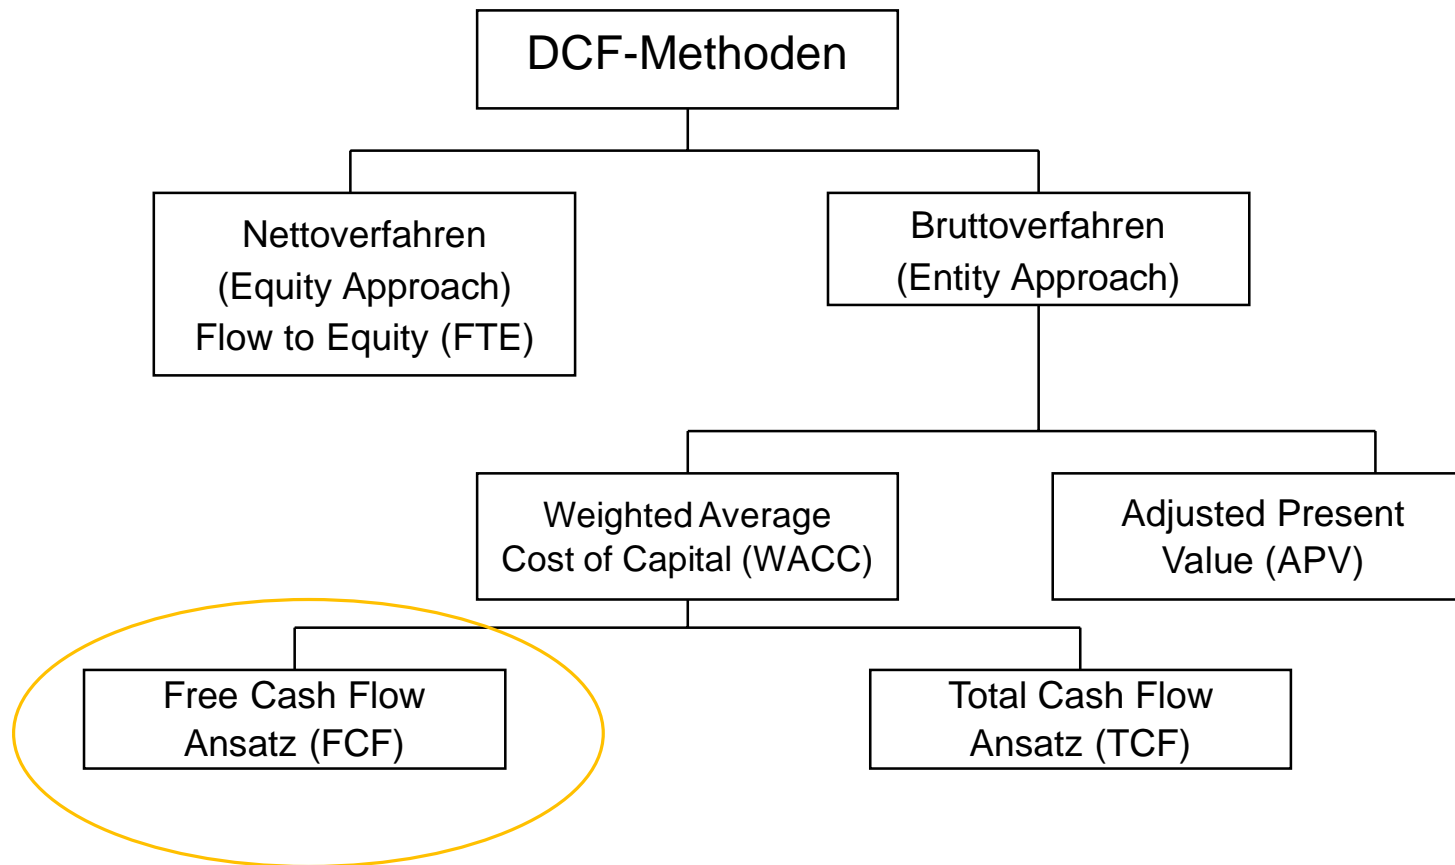 DCF-Methoden
Nettoverfahren
(Equity Approach)
Flow to Equity (FTE)
Bruttoverfahren
(Entity Approach)
Weighted Average
Cost of Capital (WACC)
Adjusted Present
Value (APV)
Free Cash Flow
Ansatz (FCF)
Total Cash Flow
Ansatz (TCF)